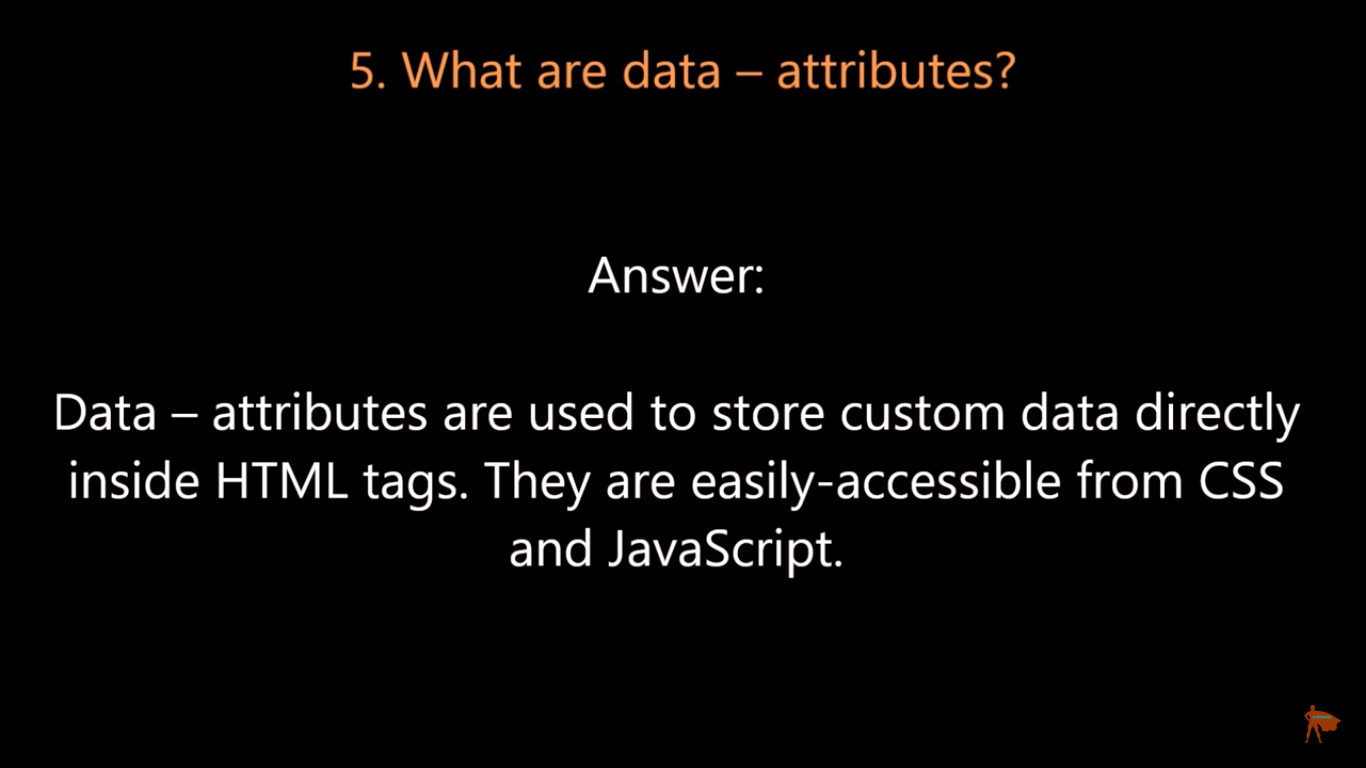 5. What are data – attributes?
Answer:
Data – attributes are used to store custom data directly
inside HTML tags. They are easily-accessible from CSS
and JavaScript.